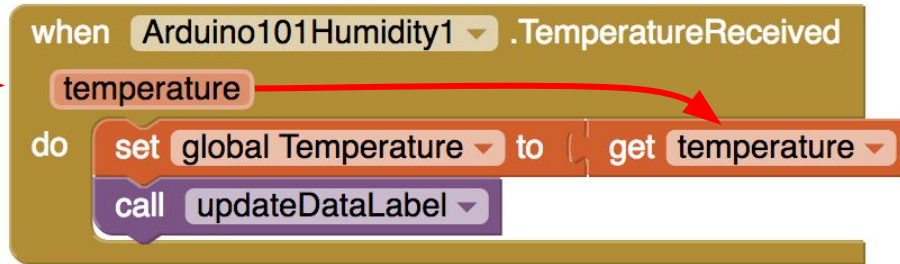 when Arduino101Humidity1 .TemperatureReceived
temperature
do set global Temperature to get temperature
call updateDataLabel